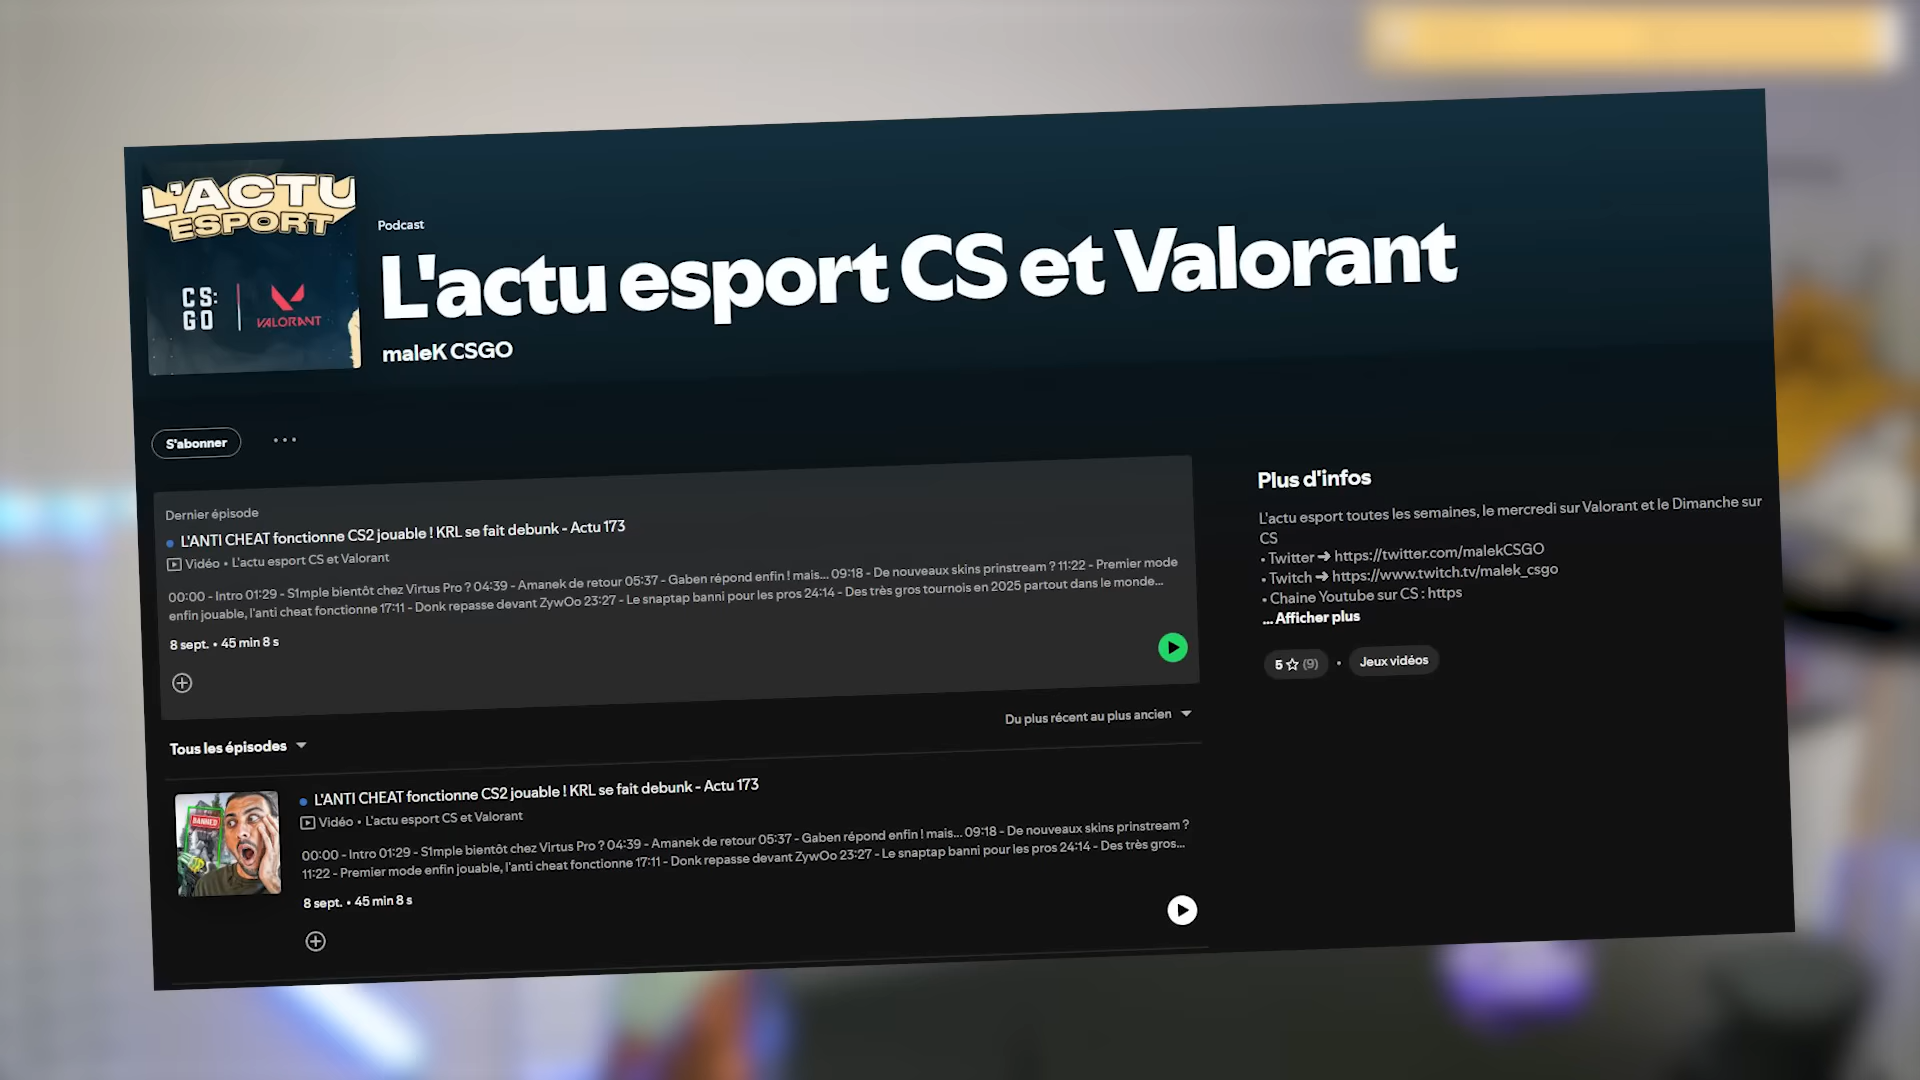 L'ACTU
ESPORT
CS:
GO
VALORANT
Podcast
L'actu esport CS et Valorant
maleK CSGO
S'abonner
Dernier épisode
L'ANTI CHEAT fonctionne CS2 jouable ! KRL se fait debunk - Actu 173
Vidéo • L'actu esport CS et Valorant
00:00 - Intro 01:29 - S1mple bientôt chez Virtus Pro ? 04:39 - Amanek de retour 05:37 - Gaben répond enfin ! mais... 09:18 - De nouveaux skins prinstream ? 11:22 - Premier mode
enfin jouable, l'anti cheat fonctionne 17:11 - Donk repasse devant ZywOo 23:27 - Le snaptap banni pour les pros 24:14 - Des très gros tournois en 2025 partout dans le monde...
8 sept. • 45 min 8 s
Plus d'infos
L'actu esport toutes les semaines, le mercredi sur Valorant et le Dimanche sur
CS
• Twitter ➜ https://twitter.com/malekCSGO
• Twitch ➜ https://www.twitch.tv/malek_csgo
• Chaine Youtube sur CS : https
... Afficher plus
5 ☆ (9) • Jeux vidéos
Tous les épisodes
Du plus récent au plus ancien
BANNED
L'ANTI CHEAT fonctionne CS2 jouable ! KRL se fait debunk - Actu 173
Vidéo • L'actu esport CS et Valorant
00:00 - Intro 01:29 - S1mple bientôt chez Virtus Pro ? 04:39 - Amanek de retour 05:37 - Gaben répond enfin ! mais... 09:18 - De nouveaux skins prinstream ?
11:22 - Premier mode enfin jouable, l'anti cheat fonctionne 17:11 - Donk repasse devant ZywOo 23:27 - Le snaptap banni pour les pros 24:14 - Des très gros...
8 sept. • 45 min 8 s